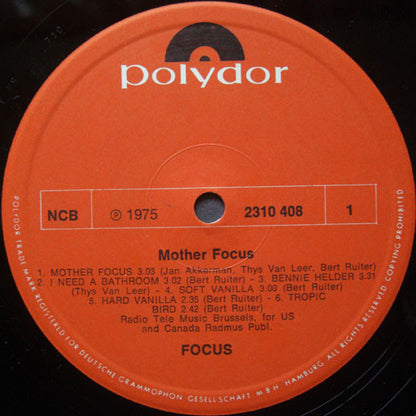 polydor
NCB
℗ 1975
2310 408
1
Mother Focus
1. MOTHER FOCUS 3.03 (Jan Akkerman, Thys Van Leer, Bert Ruiter)
2. I NEED A BATHROOM 3.02 (Bert Ruiter) - 3. BENNIE HELDER 3.31
(Thys Van Leer) - 4. SOFT VANILLA 3.00 (Bert Ruiter)
5. HARD VANILLA 2.35 (Bert Ruiter) - 6. TROPIC
BIRD 2.42 (Bert Ruiter)
Radio Tele Music Brussels, for US
and Canada Radmus Publ.
FOCUS
POLYDOR TRADE MARK REGISTERED FOR DEUTSCHE GRAMMOPHON GESELLSCHAFT M·B·H· HAMBURG
ALL RIGHTS RESERVED COPYING PROHIBITED